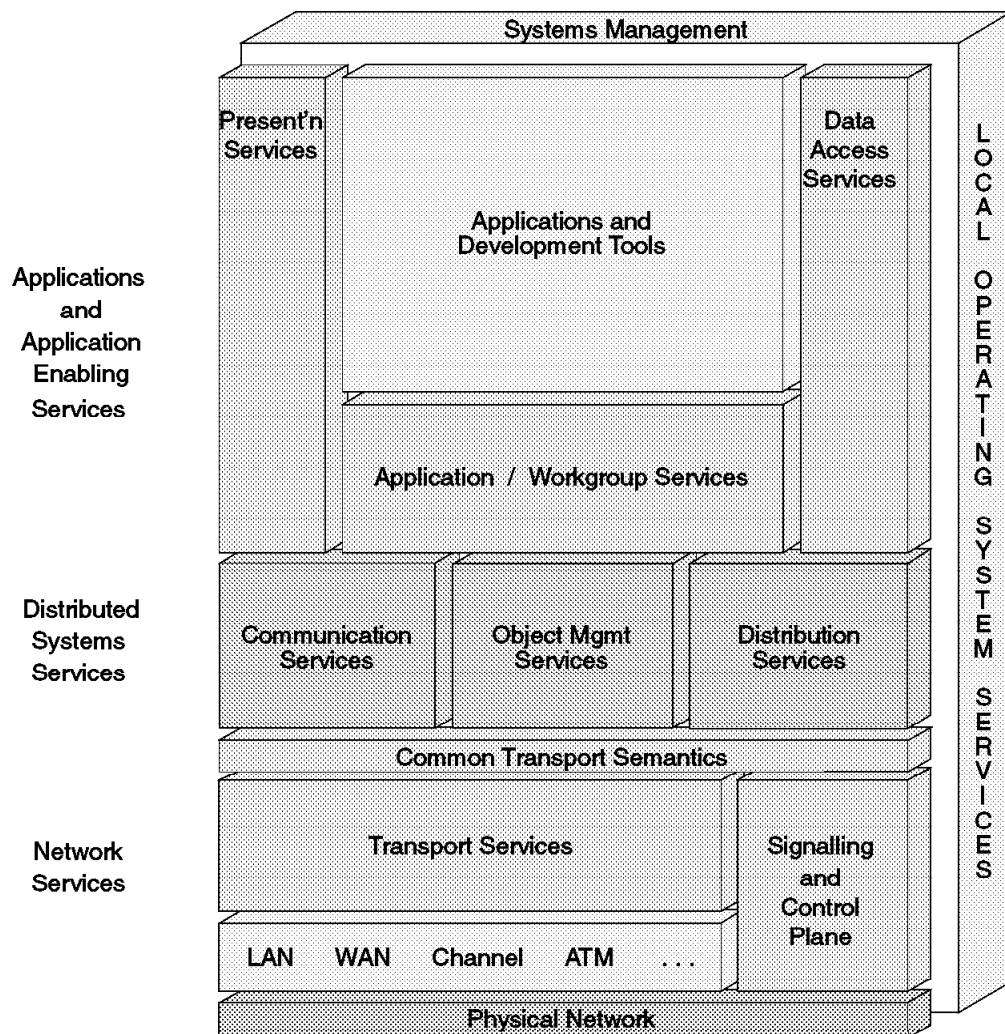 Systems Management
Present'n
Services
Applications and
Development Tools
Data
Access
Services
LOCAL OPERATING SYSTEM SERVICES
Applications
and
Application
Enabling
Services
Application / Workgroup Services
Distributed
Systems
Services
Communication
Services
Object Mgmt
Services
Distribution
Services
Common Transport Semantics
Network
Services
Transport Services
Signalling
and
Control
Plane
LAN WAN Channel ATM . . .
Physical Network